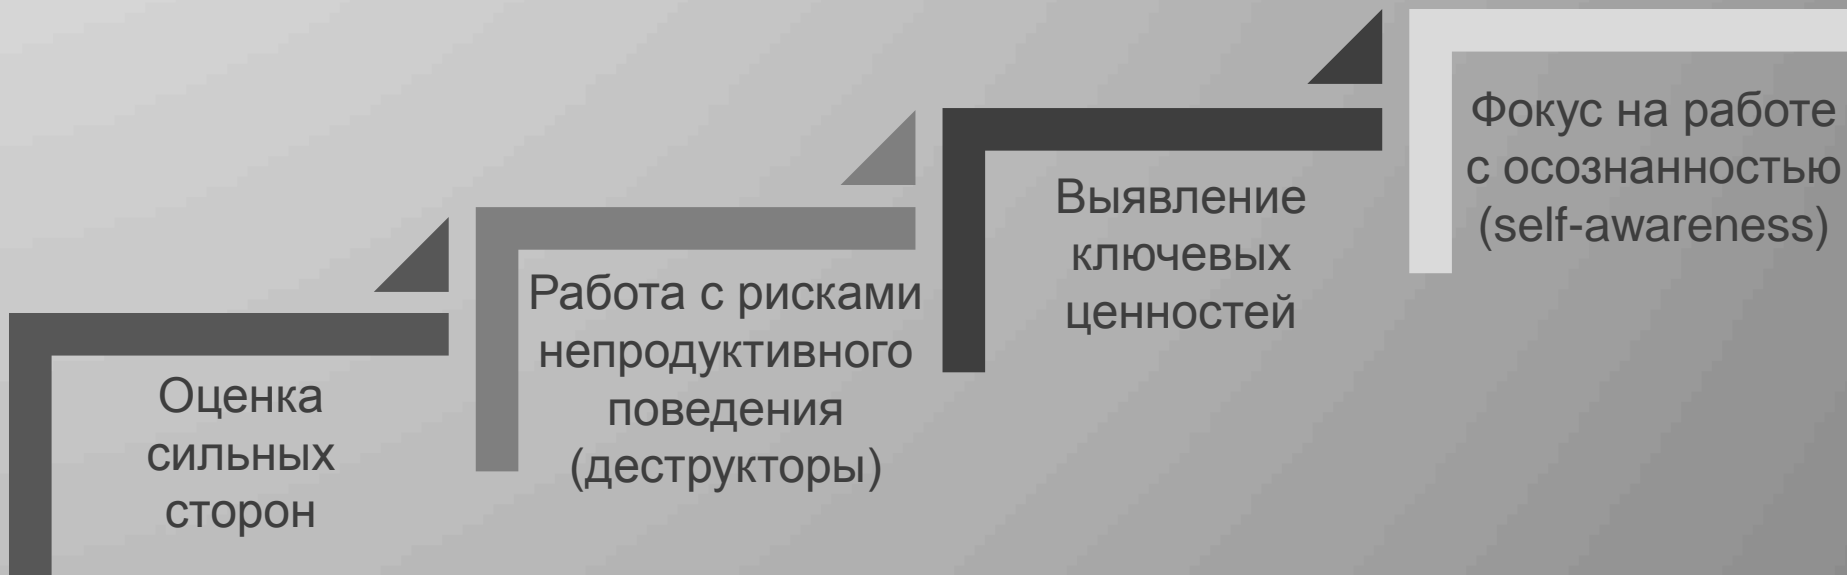 Оценка
сильных
сторон
Работа с рисками
непродуктивного
поведения
(деструкторы)
Выявление
ключевых
ценностей
Фокус на работе
с осознанностью
(self-awareness)